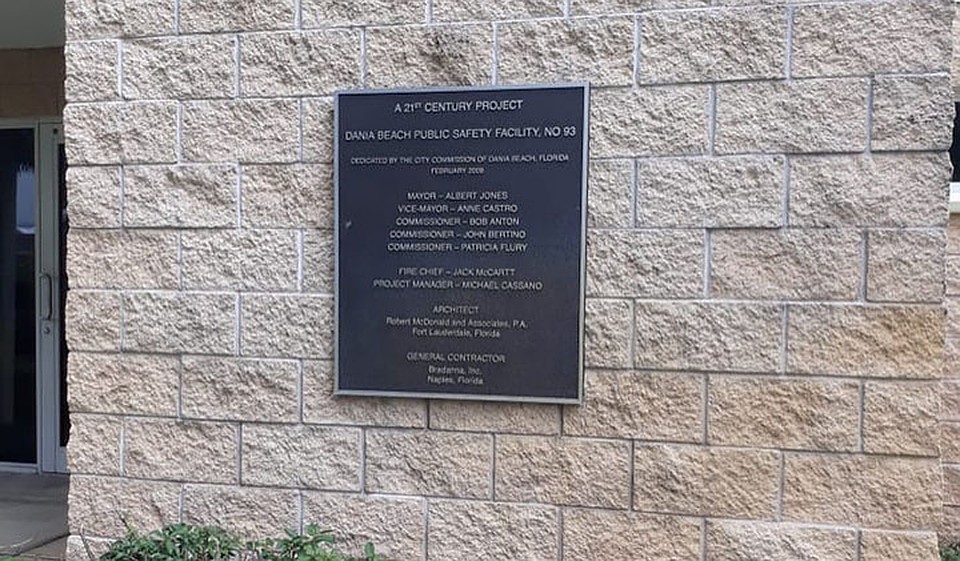 A 21ST CENTURY PROJECT
DANIA BEACH PUBLIC SAFETY FACILITY, NO 93
DEDICATED BY THE CITY COMMISSION OF DANIA BEACH, FLORIDA
FEBRUARY 2009
MAYOR – ALBERT JONES
VICE-MAYOR – ANNE CASTRO
COMMISSIONER – BOB ANTON
COMMISSIONER – JOHN BERTINO
COMMISSIONER – PATRICIA FLURY
FIRE CHIEF – JACK McCARTT
PROJECT MANAGER – MICHAEL CASSANO
ARCHITECT
Robert McDonald and Associates, P.A.
Fort Lauderdale, Florida
GENERAL CONTRACTOR
Bradanna, Inc.
Naples, Florida